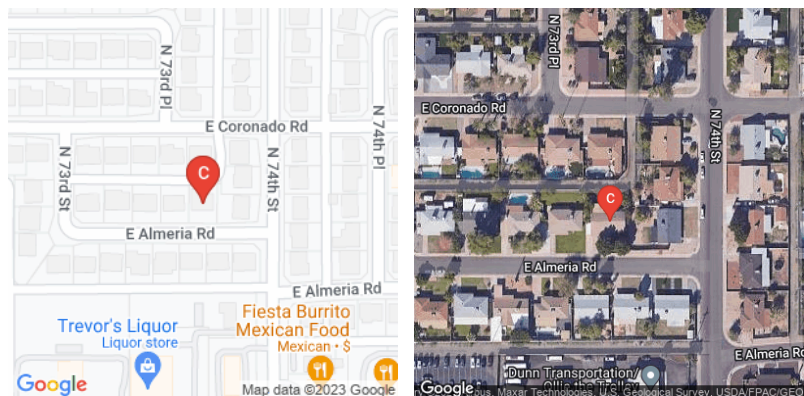 N 73rd Pl
E Coronado Rd
N 74th Pl
N 73rd St
N 74th St
C
E Almeria Rd
E Almeria Rd
Trevor's Liquor
Liquor store
Fiesta Burrito
Mexican Food
Mexican • $
Google
Map data ©2023 Google
N 73rd Pl
E Coronado Rd
N 74th St
C
E Almeria Rd
E Almeria Rd
Dunn Transportation/
Ollie the Trolley
Google
Maxar Technologies, U.S. Geological Survey, USDA/FPAC/GEO